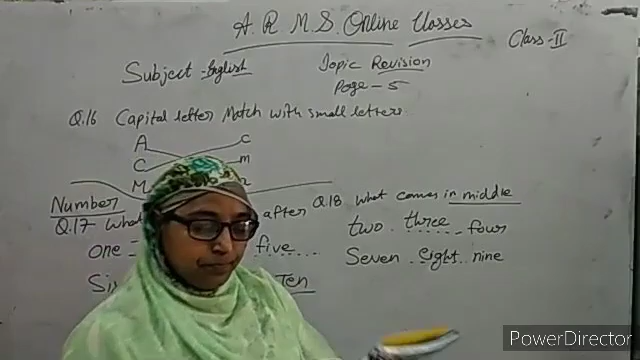 A.R M.S. Online Classes
Class-II
Subject - English
Topic Revision
Page - 5
Q.16 Capital letter Match with small letters.
A c
C m
M a
Number
Q.17 What after
Q.18 What comes in middle
one five
two three four
Six Ten
Seven eight nine
PowerDirector